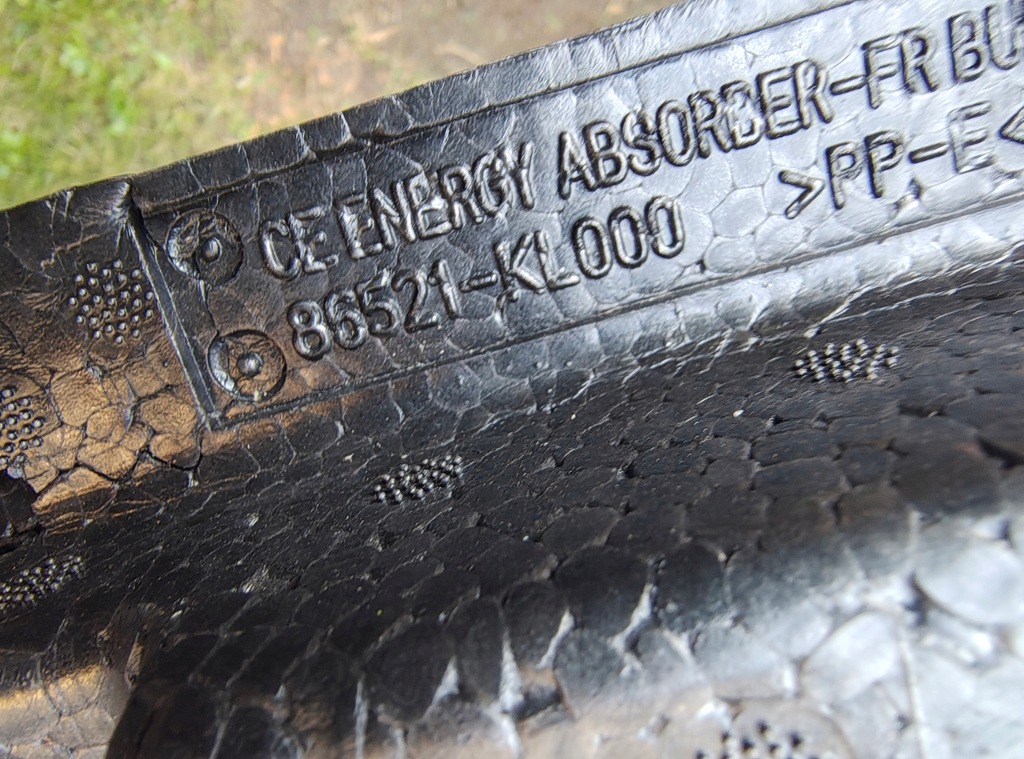 CE ENERGY ABSORBER-FR BU
86521-KL000 >PP-E<